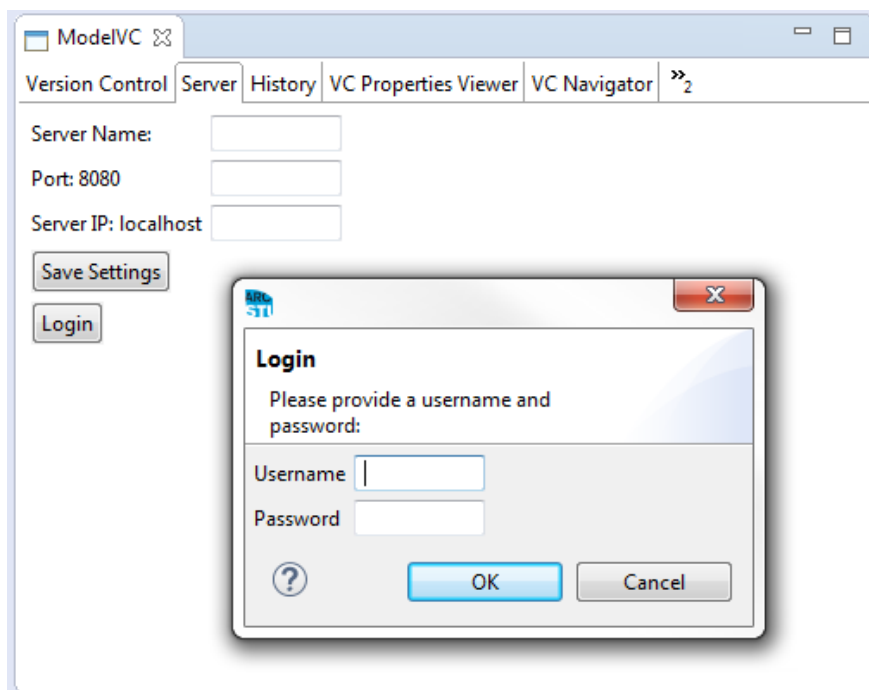 ModelVC
Version Control Server History VC Properties Viewer VC Navigator »2
Server Name:
Port: 8080
Server IP: localhost
Save Settings
Login
Login
Please provide a username and
password:
Username
Password
OK Cancel